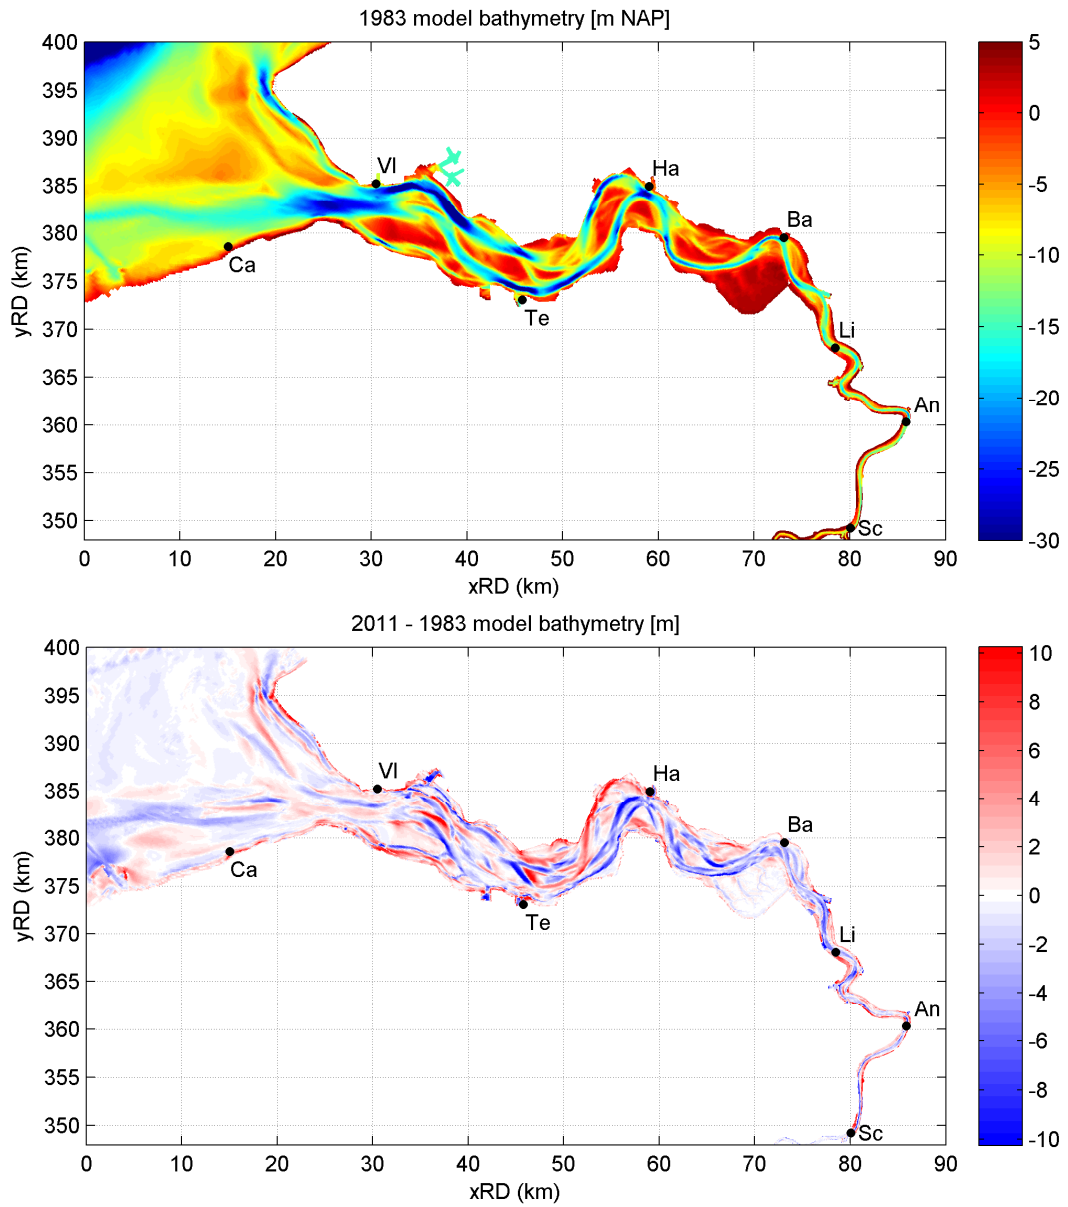 1983 model bathymetry [m NAP]
400
395
390
385
380
375
370
365
360
355
350
yRD (km)
Vl
Ha
Ba
Ca
Te
Li
An
Sc
0 10 20 30 40 50 60 70 80 90
xRD (km)
5
0
-5
-10
-15
-20
-25
-30
2011 - 1983 model bathymetry [m]
400
395
390
385
380
375
370
365
360
355
350
yRD (km)
Vl
Ha
Ba
Ca
Te
Li
An
Sc
0 10 20 30 40 50 60 70 80 90
xRD (km)
10
8
6
4
2
0
-2
-4
-6
-8
-10